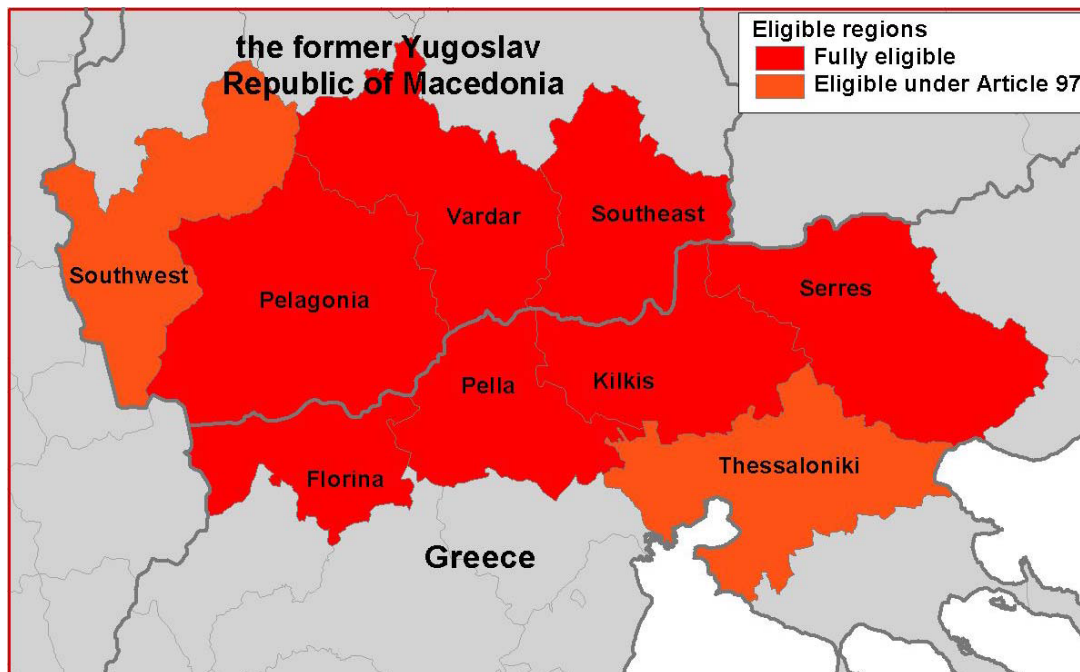 the former Yugoslav
Republic of Macedonia
Eligible regions
Fully eligible
Eligible under Article 97
Vardar
Southeast
Southwest
Pelagonia
Serres
Pella
Kilkis
Florina
Thessaloniki
Greece